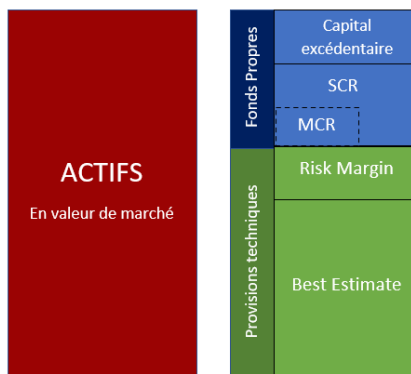 ACTIFS
En valeur de marché
Fonds Propres
Capital
excédentaire
SCR
MCR
Provisions techniques
Risk Margin
Best Estimate